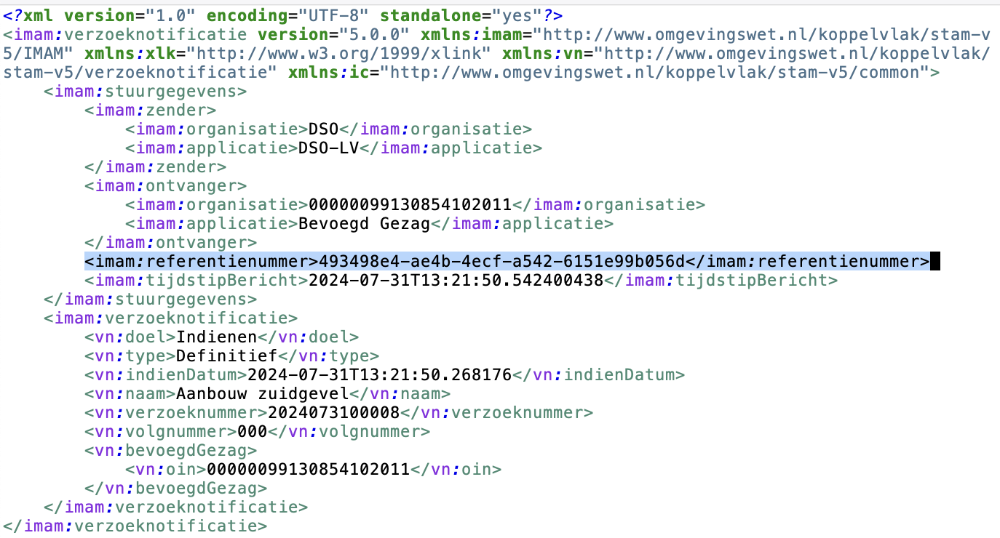 <?xml version="1.0" encoding="UTF-8" standalone="yes"?>
<imam:verzoeknotificatie version="5.0.0" xmlns:imam="http://www.omgevingswet.nl/koppelvlak/stam-v
5/IMAM" xmlns:xlk="http://www.w3.org/1999/xlink" xmlns:vn="http://www.omgevingswet.nl/koppelvlak/
stam-v5/verzoeknotificatie" xmlns:ic="http://www.omgevingswet.nl/koppelvlak/stam-v5/common">
    <imam:stuurgegevens>
        <imam:zender>
            <imam:organisatie>DSO</imam:organisatie>
            <imam:applicatie>DSO-LV</imam:applicatie>
        </imam:zender>
        <imam:ontvanger>
            <imam:organisatie>00000099130854102011</imam:organisatie>
            <imam:applicatie>Bevoegd Gezag</imam:applicatie>
        </imam:ontvanger>
        <imam:referentienummer>493498e4-ae4b-4ecf-a542-6151e99b056d</imam:referentienummer>
        <imam:tijdstipBericht>2024-07-31T13:21:50.542400438</imam:tijdstipBericht>
    </imam:stuurgegevens>
    <imam:verzoeknotificatie>
        <vn:doel>Indienen</vn:doel>
        <vn:type>Definitief</vn:type>
        <vn:indienDatum>2024-07-31T13:21:50.268176</vn:indienDatum>
        <vn:naam>Aanbouw zuidgevel</vn:naam>
        <vn:verzoeknummer>2024073100008</vn:verzoeknummer>
        <vn:volgnummer>000</vn:volgnummer>
        <vn:bevoegdGezag>
            <vn:oin>00000099130854102011</vn:oin>
        </vn:bevoegdGezag>
    </imam:verzoeknotificatie>
</imam:verzoeknotificatie>